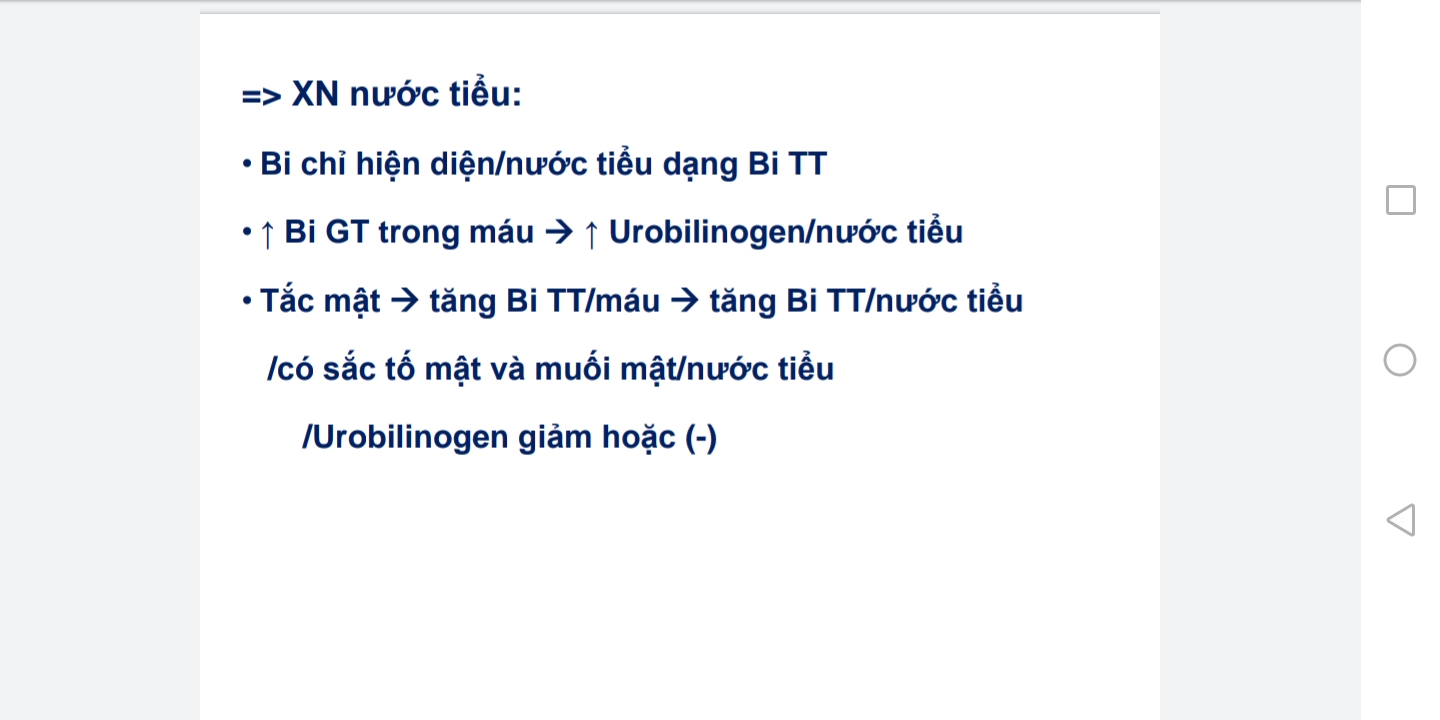 => XN nước tiểu:
• Bi chỉ hiện diện/nước tiểu dạng Bi TT
• ↑ Bi GT trong máu → ↑ Urobilinogen/nước tiểu
• Tắc mật → tăng Bi TT/máu → tăng Bi TT/nước tiểu
/có sắc tố mật và muối mật/nước tiểu
/Urobilinogen giảm hoặc (-)